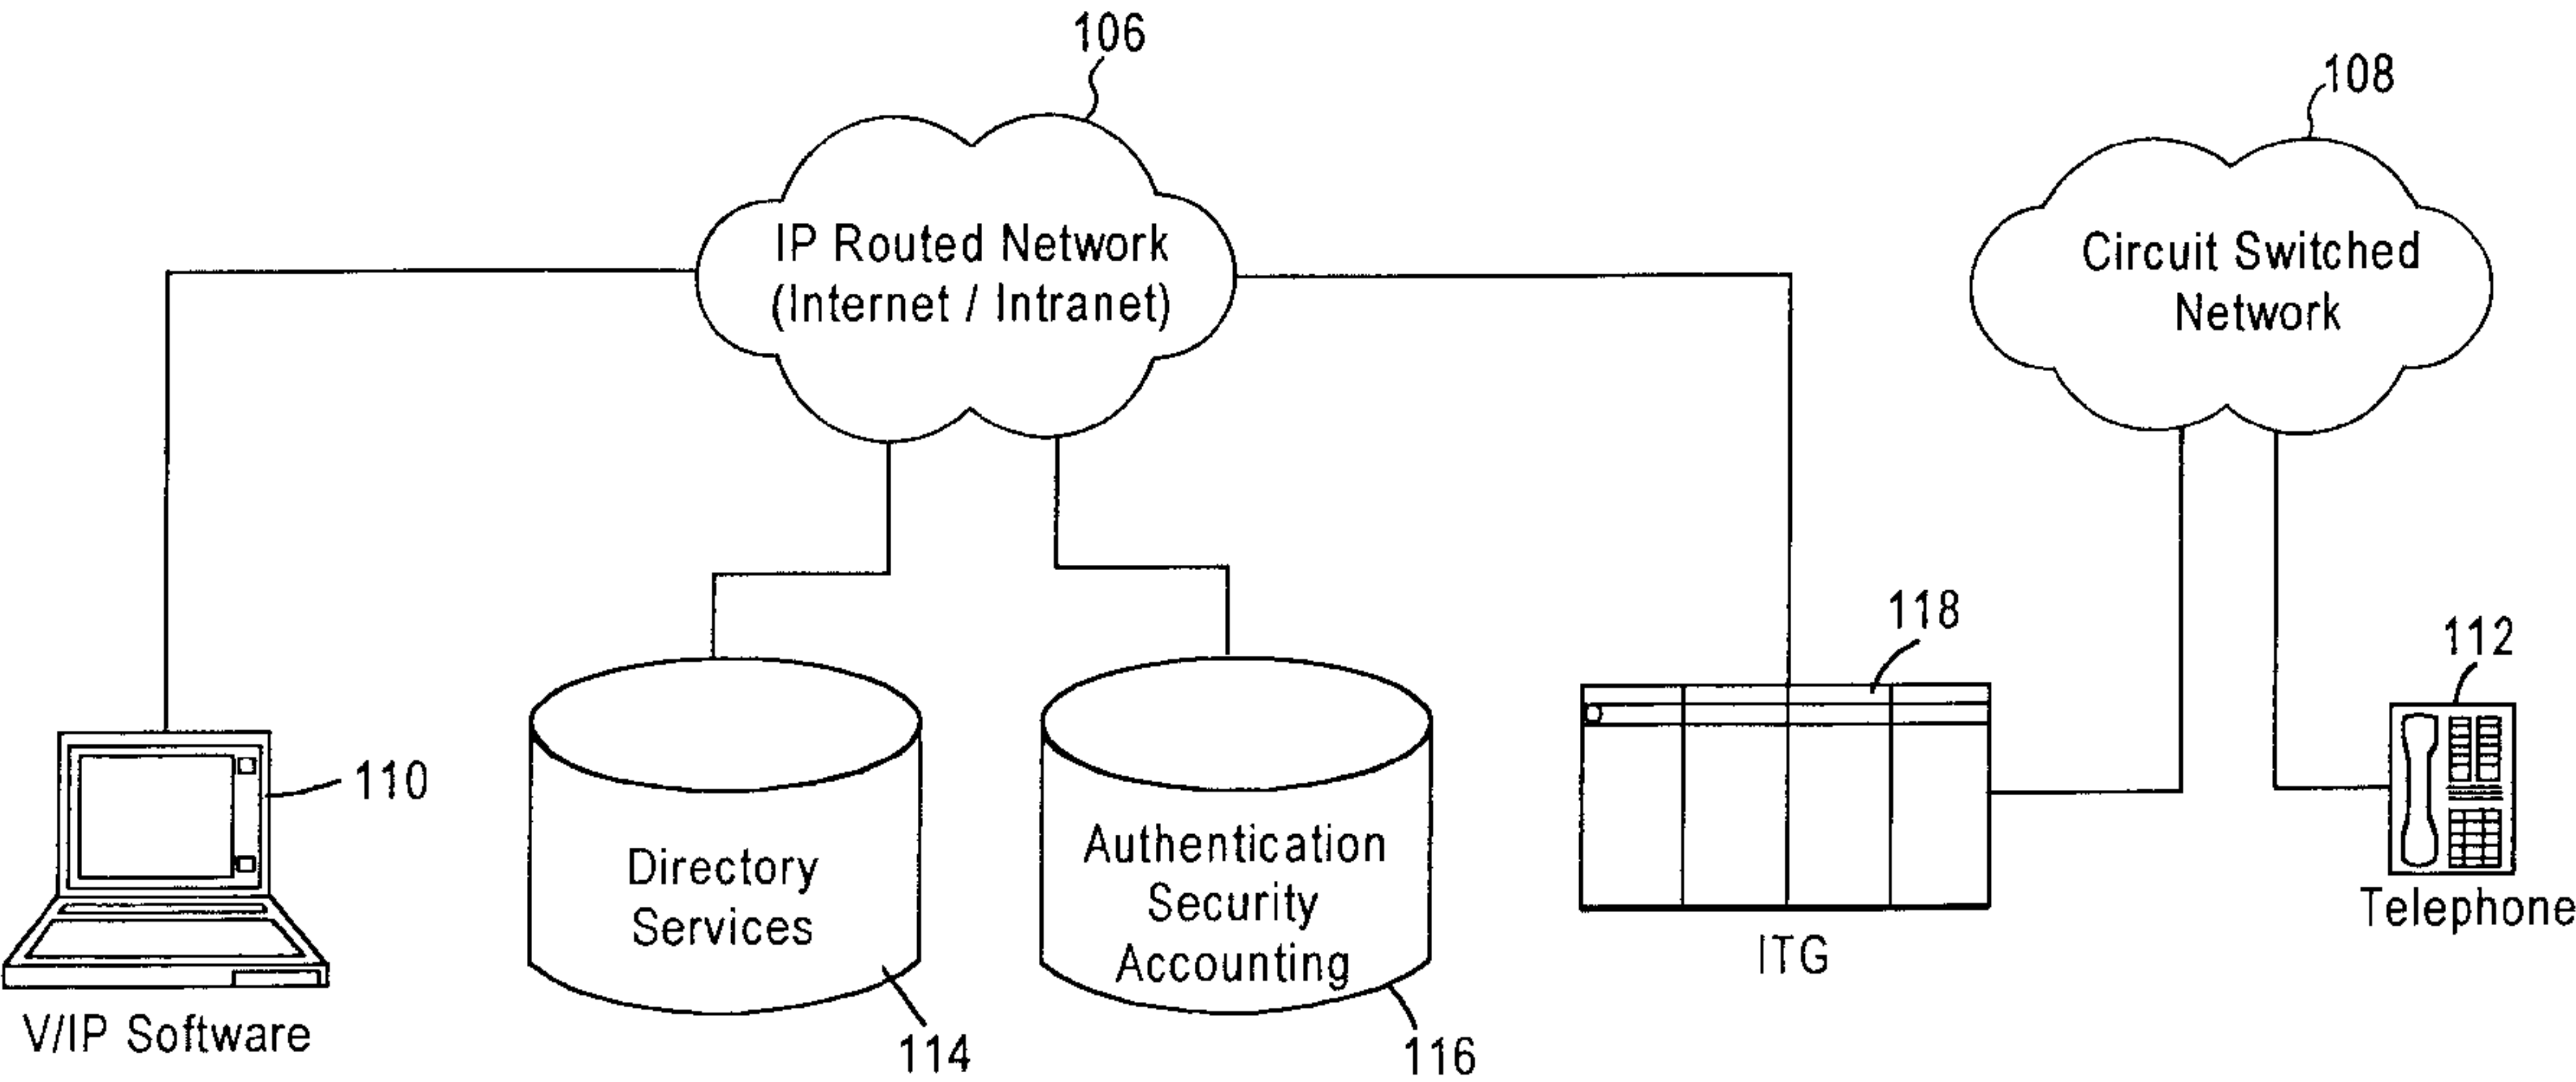 106
108
IP Routed Network
(Internet / Intranet)
Circuit Switched
Network
118
112
110
Directory
Services
Authentication
Security
Accounting
Telephone
ITG
V/IP Software
114
116